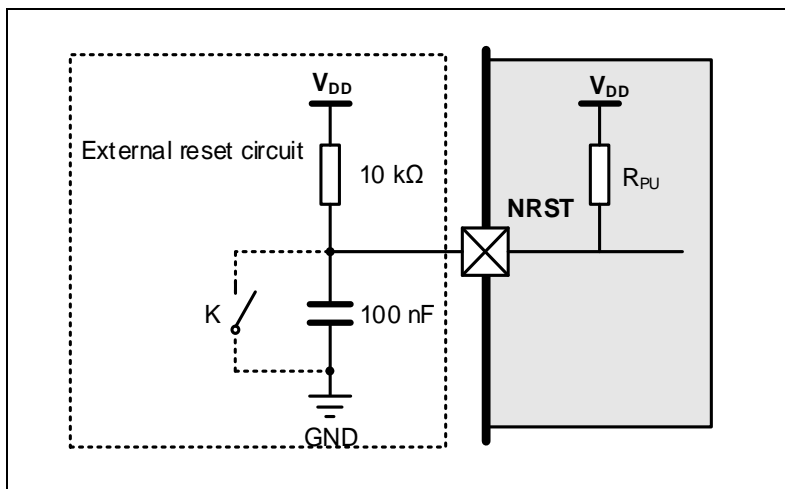 VDD
VDD
External reset circuit
10 kΩ
RPU
NRST
K
100 nF
GND